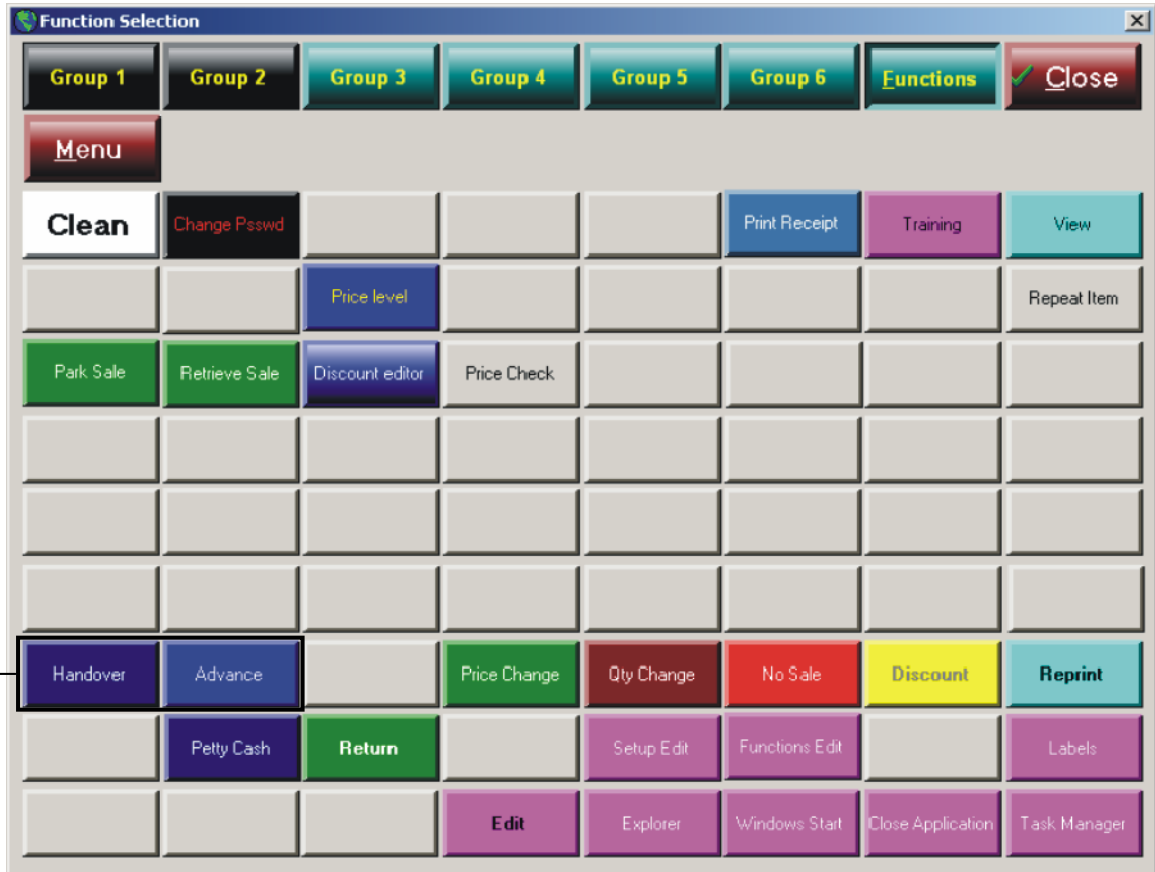 Function Selection
Group 1 Group 2 Group 3 Group 4 Group 5 Group 6 Functions Close
Menu
Clean Change Psswd Print Receipt Training View
Price level Repeat Item
Park Sale Retrieve Sale Discount editor Price Check
Handover Advance Price Change Qty Change No Sale Discount Reprint
Petty Cash Return Setup Edit Functions Edit Labels
Edit Explorer Windows Start Close Application Task Manager